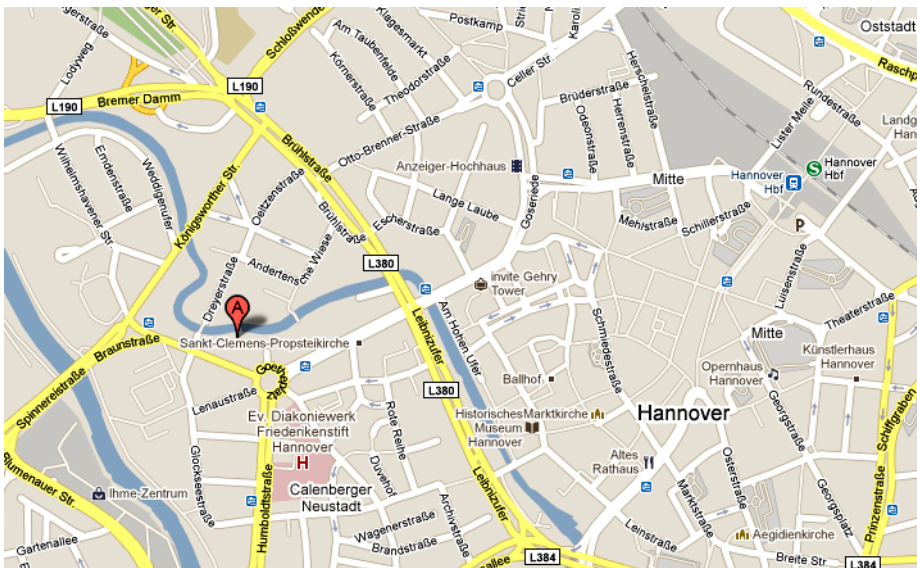 Postkamp
Klagesmarkt
Am Taubenfelde
Schloßwende
Körnerstraße
Theodorstraße
Celler Str.
Herschelstraße
Oststadt
Lodyweg
L190
Bremer Damm
L190
Brüderstraße
Odeonstraße
Herrenstraße
Rundestraße
Lister Meile
Otto-Brenner-Straße
Brühlstraße
Emdenstraße
Wilhelmshavener Str.
Weddigenufer
Königsworther Str.
Oeltzenstraße
Anzeiger-Hochhaus
Mitte
Hannover
Hbf
Hannover
Hbf
Lange Laube
Goseriede
Escherstraße
Brühlstraße
Mehlstraße
Schillerstraße
P
Andertensche Wiese
L380
invite Gehry
Tower
Luisenstraße
Dreyerstraße
A
Am Hohen Ufer
Leibnizufer
Schmiedestraße
Theaterstraße
Mitte
Braunstraße
Sankt-Clemens-Propsteikirche
Goetheplatz
Spinnereistraße
Künstlerhaus
Hannover
Opernhaus
Hannover
Ballhof
L380
Lenaustraße
Ev. Diakoniewerk
Friederikenstift
Hannover
H
Rote Reihe
Historisches
Museum
Hannover
Marktkirche
Hannover
Georgstraße
Schiffgraben
Altes
Rathaus
Blumenauer Str.
Ihme-Zentrum
Glockseestraße
Calenberger
Neustadt
Duvehof
Leibnizufer
Osterstraße
Marktstraße
Georgsplatz
Prinzenstraße
Gartenallee
Humboldtstraße
Wagenerstraße
Brandstraße
Archivstraße
L384
Leinstraße
Aegidienkirche
Breite Str.
L384